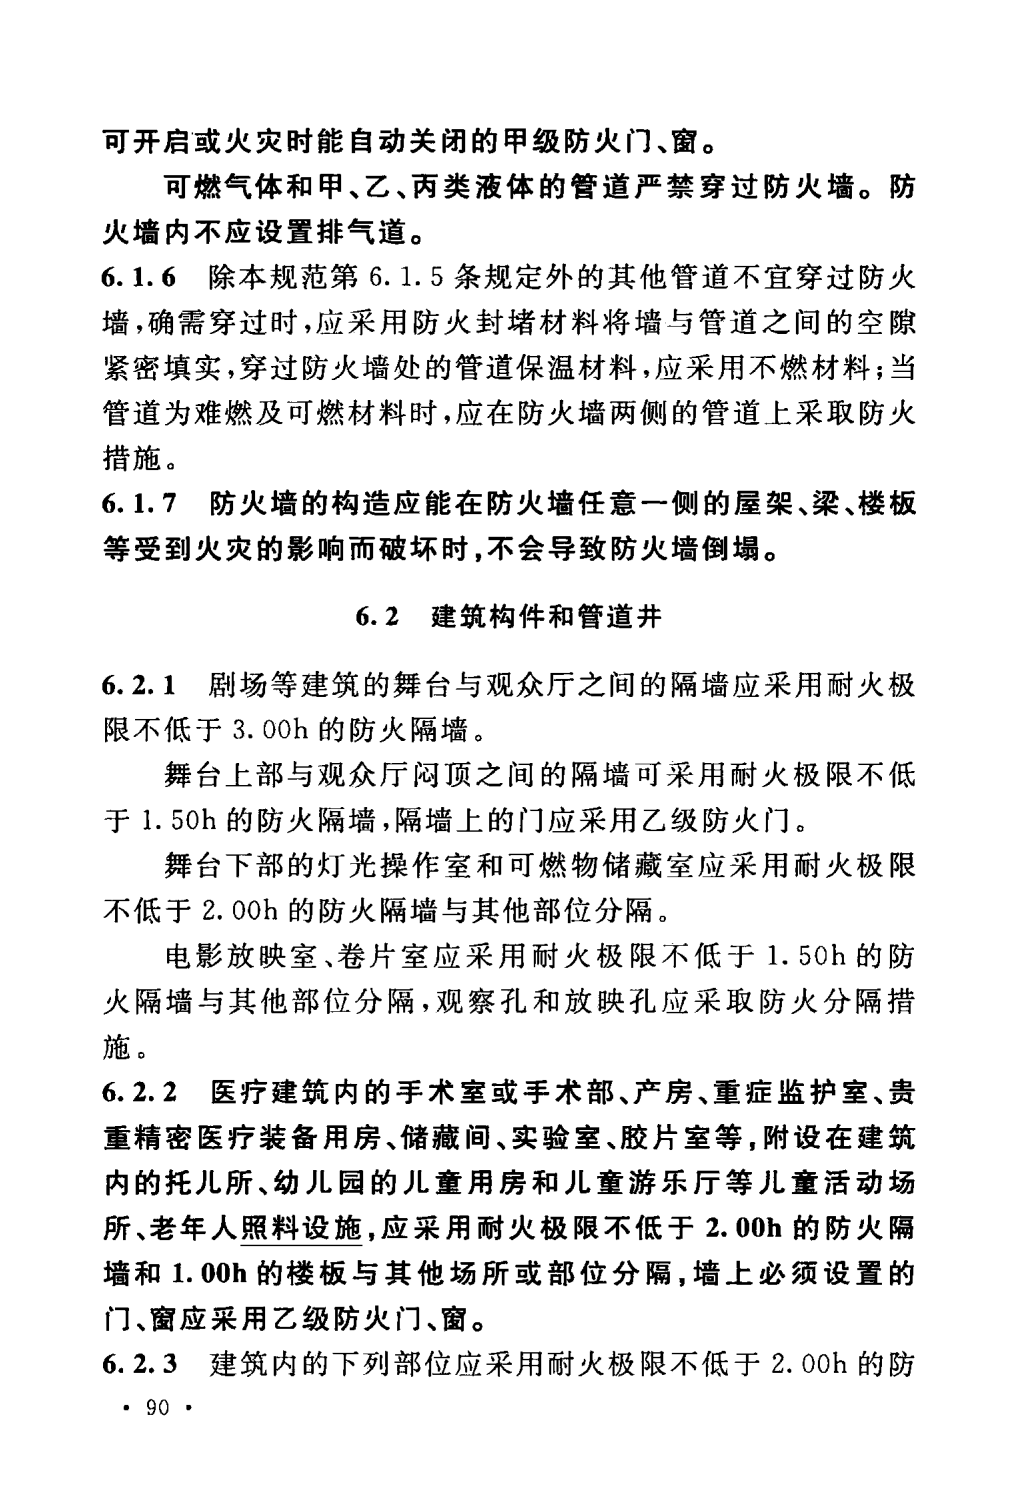 可开启或火灾时能自动关闭的甲级防火门、窗。
可燃气体和甲、乙、丙类液体的管道严禁穿过防火墙。防
火墙内不应设置排气道。
6.1.6 除本规范第 6.1.5 条规定外的其他管道不宜穿过防火
墙,确需穿过时,应采用防火封堵材料将墙与管道之间的空隙
紧密填实,穿过防火墙处的管道保温材料,应采用不燃材料;当
管道为难燃及可燃材料时,应在防火墙两侧的管道上采取防火
措施。
6.1.7 防火墙的构造应能在防火墙任意一侧的屋架、梁、楼板
等受到火灾的影响而破坏时,不会导致防火墙倒塌。
6.2 建筑构件和管道井
6.2.1 剧场等建筑的舞台与观众厅之间的隔墙应采用耐火极
限不低于 3.00h 的防火隔墙。
舞台上部与观众厅闷顶之间的隔墙可采用耐火极限不低
于 1.50h 的防火隔墙,隔墙上的门应采用乙级防火门。
舞台下部的灯光操作室和可燃物储藏室应采用耐火极限
不低于 2.00h 的防火隔墙与其他部位分隔。
电影放映室、卷片室应采用耐火极限不低于 1.50h 的防
火隔墙与其他部位分隔,观察孔和放映孔应采取防火分隔措
施。
6.2.2 医疗建筑内的手术室或手术部、产房、重症监护室、贵
重精密医疗装备用房、储藏间、实验室、胶片室等,附设在建筑
内的托儿所、幼儿园的儿童用房和儿童游乐厅等儿童活动场
所、老年人照料设施,应采用耐火极限不低于 2.00h 的防火隔
墙和 1.00h 的楼板与其他场所或部位分隔,墙上必须设置的
门、窗应采用乙级防火门、窗。
6.2.3 建筑内的下列部位应采用耐火极限不低于 2.00h 的防
· 90 ·